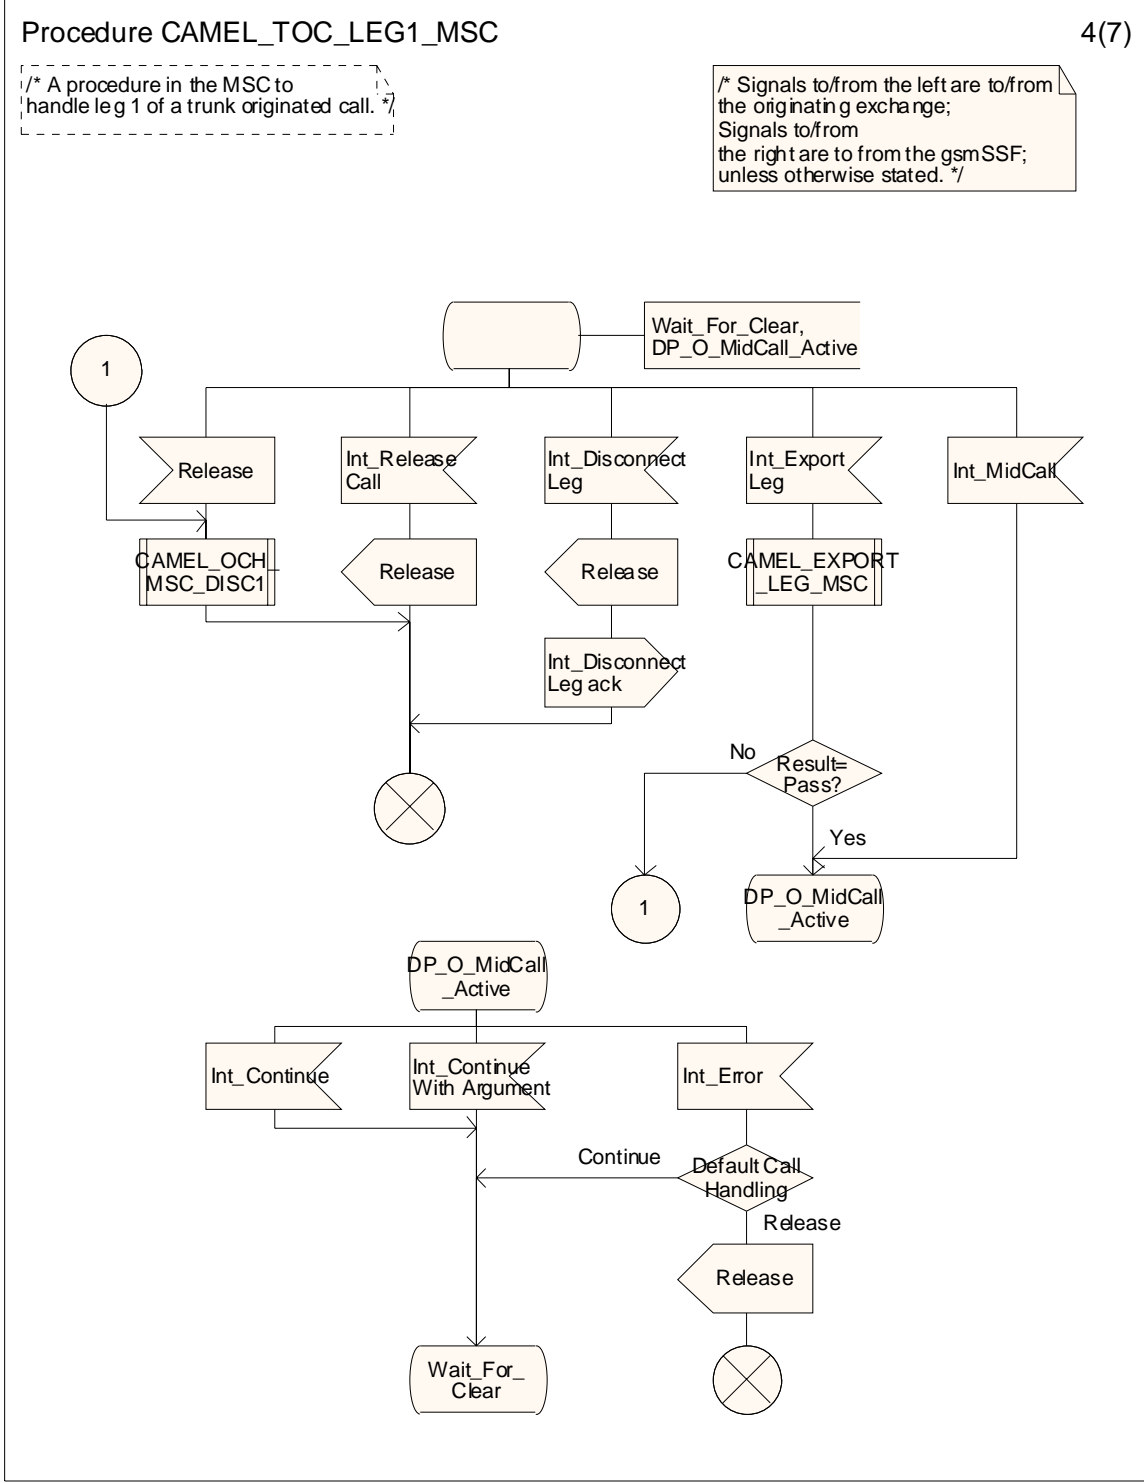 Procedure CAMEL_TOC_LEG1_MSC
4(7)
/* A procedure in the MSC to
handle leg 1 of a trunk originated call. */
/* Signals to/from the left are to/from
the originating exchange;
Signals to/from
the right are to from the gsmSSF;
unless otherwise stated. */
Wait_For_Clear,
DP_O_MidCall_Active
1
Release
Int_Release
Call
Int_Disconnect
Leg
Int_Export
Leg
Int_MidCall
CAMEL_OCH_
MSC_DISC1
Release
Release
CAMEL_EXPORT
_LEG_MSC
Int_Disconnect
Leg ack
No
Result=
Pass?
Yes
1
DP_O_MidCall
_Active
DP_O_MidCall
_Active
Int_Continue
Int_Continue
With Argument
Int_Error
Continue
Default Call
Handling
Release
Release
Wait_For_
Clear